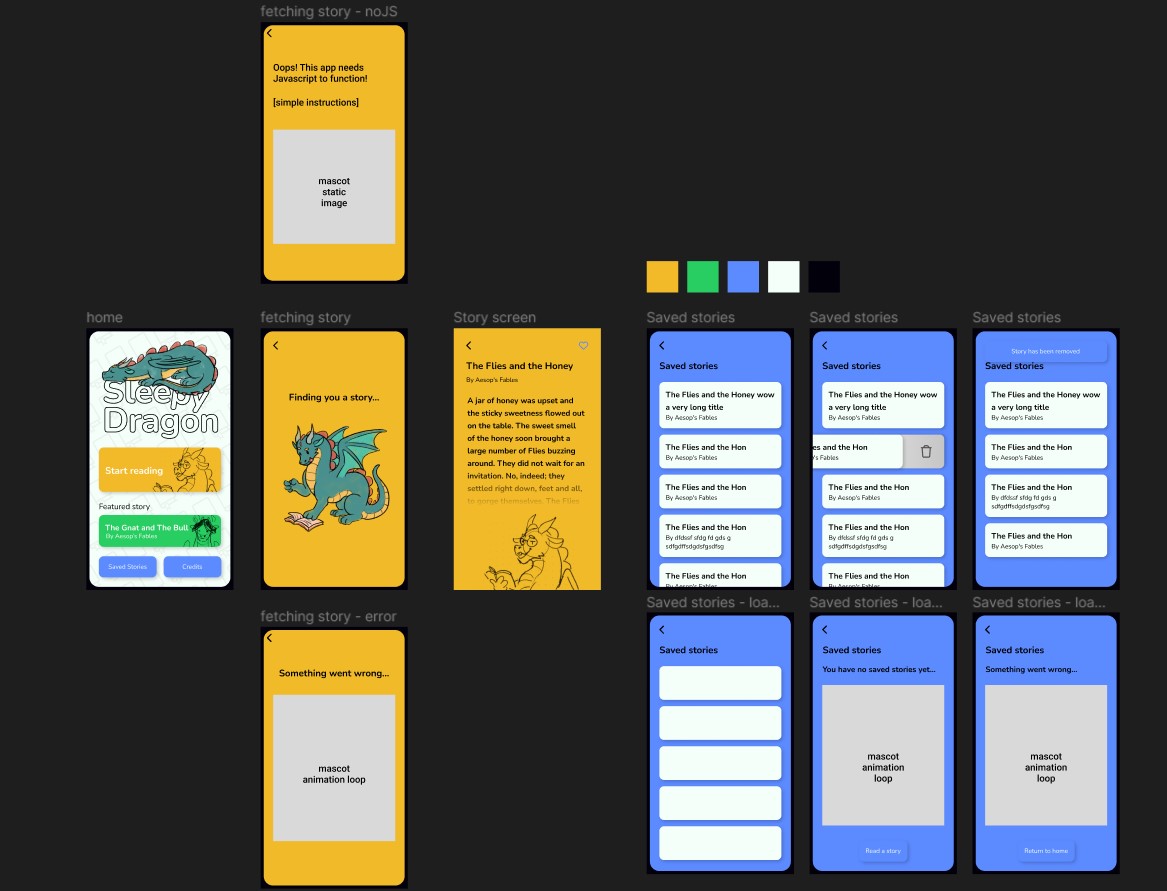 fetching story - noJS
Oops! This app needs
Javascript to function!
[simple instructions]
mascot
static
image
home
Sleepy
Dragon
Start reading
Featured story
The Gnat and The Bull
By Aesop's Fables
Saved Stories
Credits
fetching story
Finding you a story...
Story screen
The Flies and the Honey
By Aesop's Fables
A jar of honey was upset and
the sticky sweetness flowed out
on the table. The sweet smell
of the honey soon brought a
large number of Flies buzzing
around. They did not wait for an
invitation. No, indeed; they
settled right down, feet and all,
to gorge themselves. The Flies
Saved stories
Saved stories
The Flies and the Honey wow
a very long title
By Aesop's Fables
The Flies and the Hon
By Aesop's Fables
The Flies and the Hon
By Aesop's Fables
The Flies and the Hon
By dfdssf sfdg fd gds g
sdfgdffsdgdsfgsdfsg
The Flies and the Hon
By Aesop's Fables
Saved stories
Saved stories
The Flies and the Honey wow
a very long title
By Aesop's Fables
es and the Hon
's Fables
The Flies and the Hon
By Aesop's Fables
The Flies and the Hon
By dfdssf sfdg fd gds g
sdfgdffsdgdsfgsdfsg
The Flies and the Hon
By Aesop's Fables
Saved stories
Story has been removed
Saved stories
The Flies and the Honey wow
a very long title
By Aesop's Fables
The Flies and the Hon
By Aesop's Fables
The Flies and the Hon
By dfdssf sfdg fd gds g
sdfgdffsdgdsfgsdfsg
The Flies and the Hon
By Aesop's Fables
fetching story - error
Something went wrong...
mascot
animation loop
Saved stories - loa...
Saved stories
Saved stories - loa...
Saved stories
You have no saved stories yet...
mascot
animation
loop
Read a story
Saved stories - loa...
Saved stories
Something went wrong...
mascot
animation
loop
Return to home